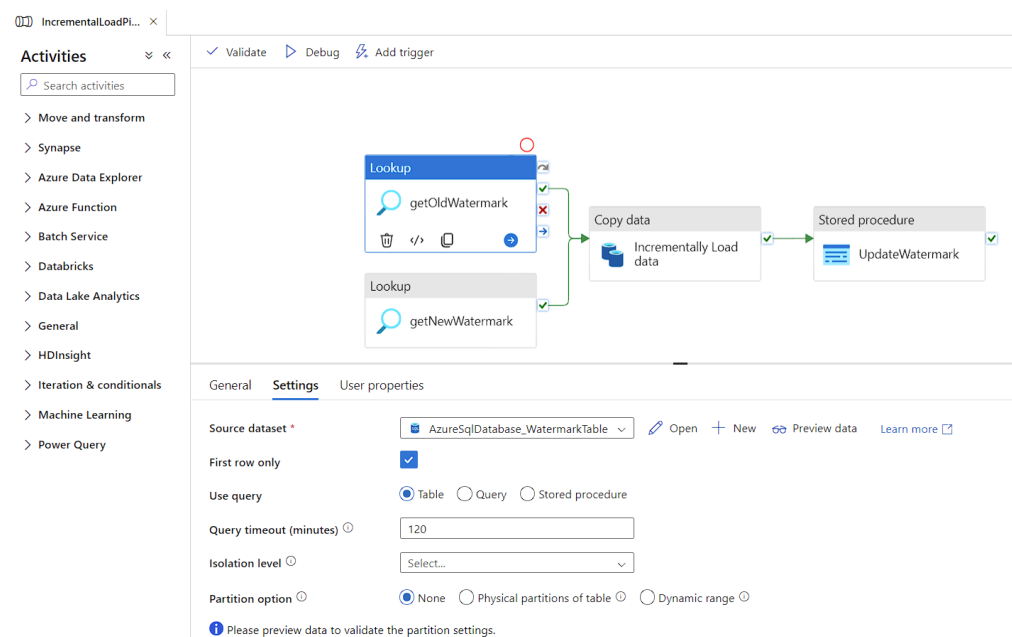 IncrementalLoadPi...
Activities
Validate Debug Add trigger
Search activities
Move and transform
Synapse
Azure Data Explorer
Azure Function
Batch Service
Databricks
Data Lake Analytics
General
HDInsight
Iteration & conditionals
Machine Learning
Power Query
Lookup
getOldWatermark
Lookup
getNewWatermark
Copy data
Incrementally Load
data
Stored procedure
UpdateWatermark
General Settings User properties
Source dataset * AzureSqlDatabase_WatermarkTable Open New Preview data Learn more
First row only
Use query Table Query Stored procedure
Query timeout (minutes) 120
Isolation level Select...
Partition option None Physical partitions of table Dynamic range
Please preview data to validate the partition settings.